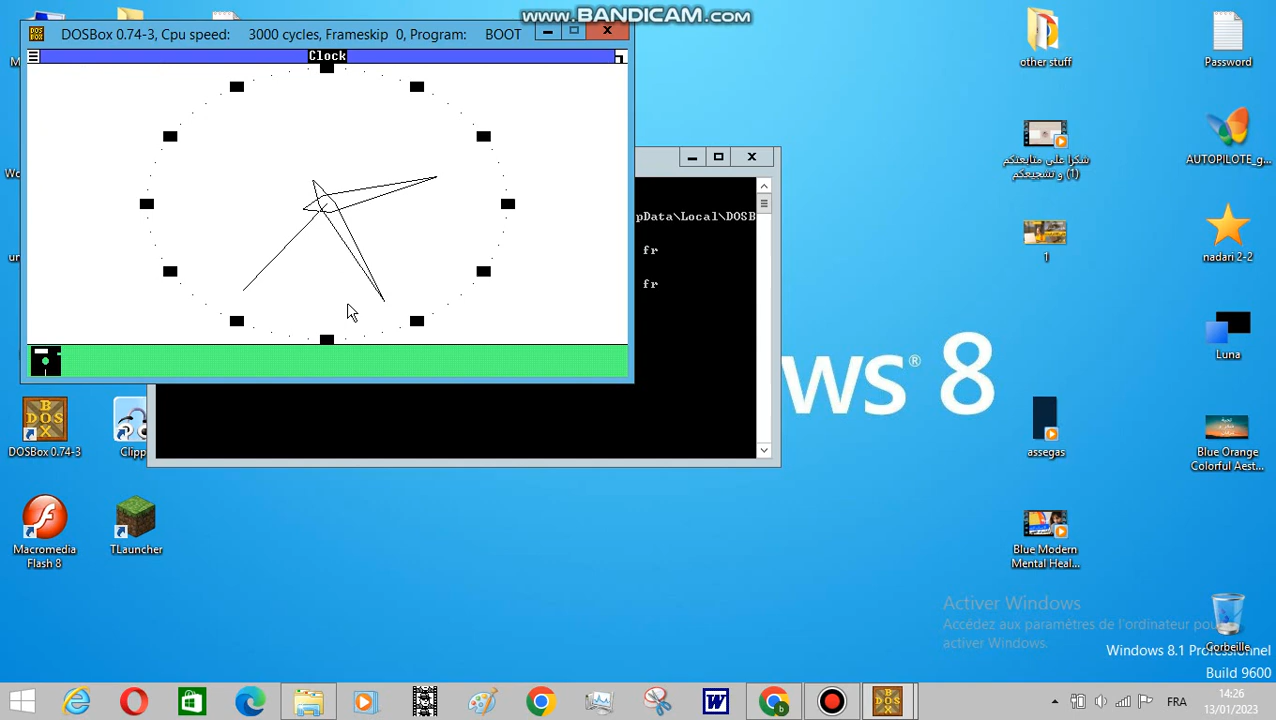 www.BANDICAM.com
DOSBox 0.74-3, Cpu speed: 3000 cycles, Frameskip 0, Program: BOOT
Clock
pData\Local\DOSB
fr
fr
WS® 8
DOSBox 0.74-3
Clipp
Macromedia
Flash 8
TLauncher
other stuff
شكرا على متابعتكم
و تشجيعكم (1)
1
assegas
Blue Modern
Mental Heal...
Password
AUTOPILOTE_g...
nadari 2-2
Luna
Blue Orange
Colorful Aest...
Corbeille
Activer Windows
Accédez aux paramètres de l'ordinateur pou
activer Windows.
Windows 8.1 Professionnel
Build 9600
FRA
14:26
13/01/2023